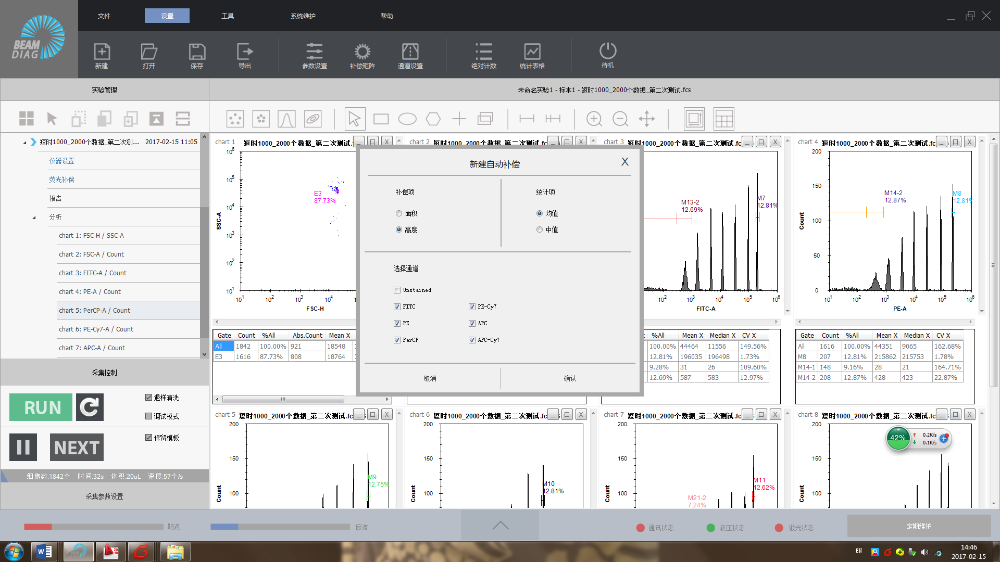 文件
设置
工具
系统维护
帮助
BEAM
DIAG
新建
打开
保存
导出
参数设置
补偿矩阵
通道设置
绝对计数
统计表格
待机
实验管理
未命名实验1 - 标本1 - 短时1000_2000个数据_第二次测试.fcs
短时1000_2000个数据_第二次测... 2017-02-15 11:05
仪器设置
荧光补偿
报告
分析
chart 1: FSC-H / SSC-A
chart 2: FSC-A / Count
chart 3: FITC-A / Count
chart 4: PE-A / Count
chart 5: PerCP-A / Count
chart 6: PE-Cy7-A / Count
chart 7: APC-A / Count
采集控制
RUN
退样清洗
调试模式
NEXT
保留模板
细胞数:1842个 时间:32s 体积:20uL 速度:57个/s
采集参数设置
chart 1 短时1000_2000个数据_第二次测试.
10^6
10^5
10^4
10^3
10^2
10^1
SSC-A
E3
87.73%
10^1 10^2 10^3 10^4
FSC-H
Gate Count %All Abs.Count Mean X
All 1842 100.00% 921 18548
E3 1616 87.73% 808 18764
chart 2 短时1000_2000个数据_第二次测试.fc
chart 3 短时1000_2000个数据_第二次测试.fc
M13-2
12.69%
M7
12.81%
10^2 10^3 10^4 10^5 10^6
FITC-A
%All Mean X Median X CV X
100.00% 44464 11556 149.56%
12.81% 196035 196498 1.73%
9.28% 31 26 109.60%
12.69% 587 583 12.97%
chart 4 短时1000_2000个数据_第二次测试.fc
200
150
100
50
0
Count
M14-2
12.87%
M8
12.81%
10^1 10^2 10^3 10^4 10^5 10^6
PE-A
Gate Count %All Mean X Median X CV X
All 1616 100.00% 44351 9065 162.68%
M8 207 12.81% 215862 215753 1.78%
M14-1 148 9.16% 28 21 164.71%
M14-2 208 12.87% 428 423 22.87%
新建自动补偿
X
补偿项
面积
高度
统计项
均值
中值
选择通道
Unstained
FITC
PE-Cy7
PE
APC
PerCP
APC-Cy7
取消
确认
chart 5 短时1000_2000个数据_第二次测试.fc
200
150
100
Count
M9
12.75%
chart 6 短时1000_2000个数据_第二次测试.fc
200
150
100
Count
M10
12.81%
chart 7 短时1000_2000个数据_第二次测试.fc
200
150
100
Count
M21-2
7.24%
M11
12.62%
chart 8 短时1000_2000个数据_第二次测试.fc
200
150
100
Count
42%
0.2K/s
0.1K/s
鞘液
废液
通讯状态
液压状态
激光状态
定期维护
EN
14:46
2017-02-15